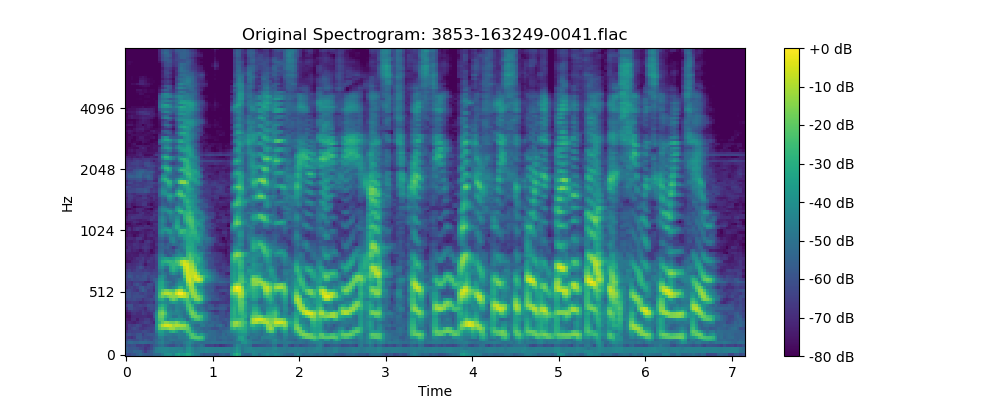 Original Spectrogram: 3853-163249-0041.flac
Hz
4096
2048
1024
512
0
0 1 2 3 4 5 6 7
Time
+0 dB
-10 dB
-20 dB
-30 dB
-40 dB
-50 dB
-60 dB
-70 dB
-80 dB